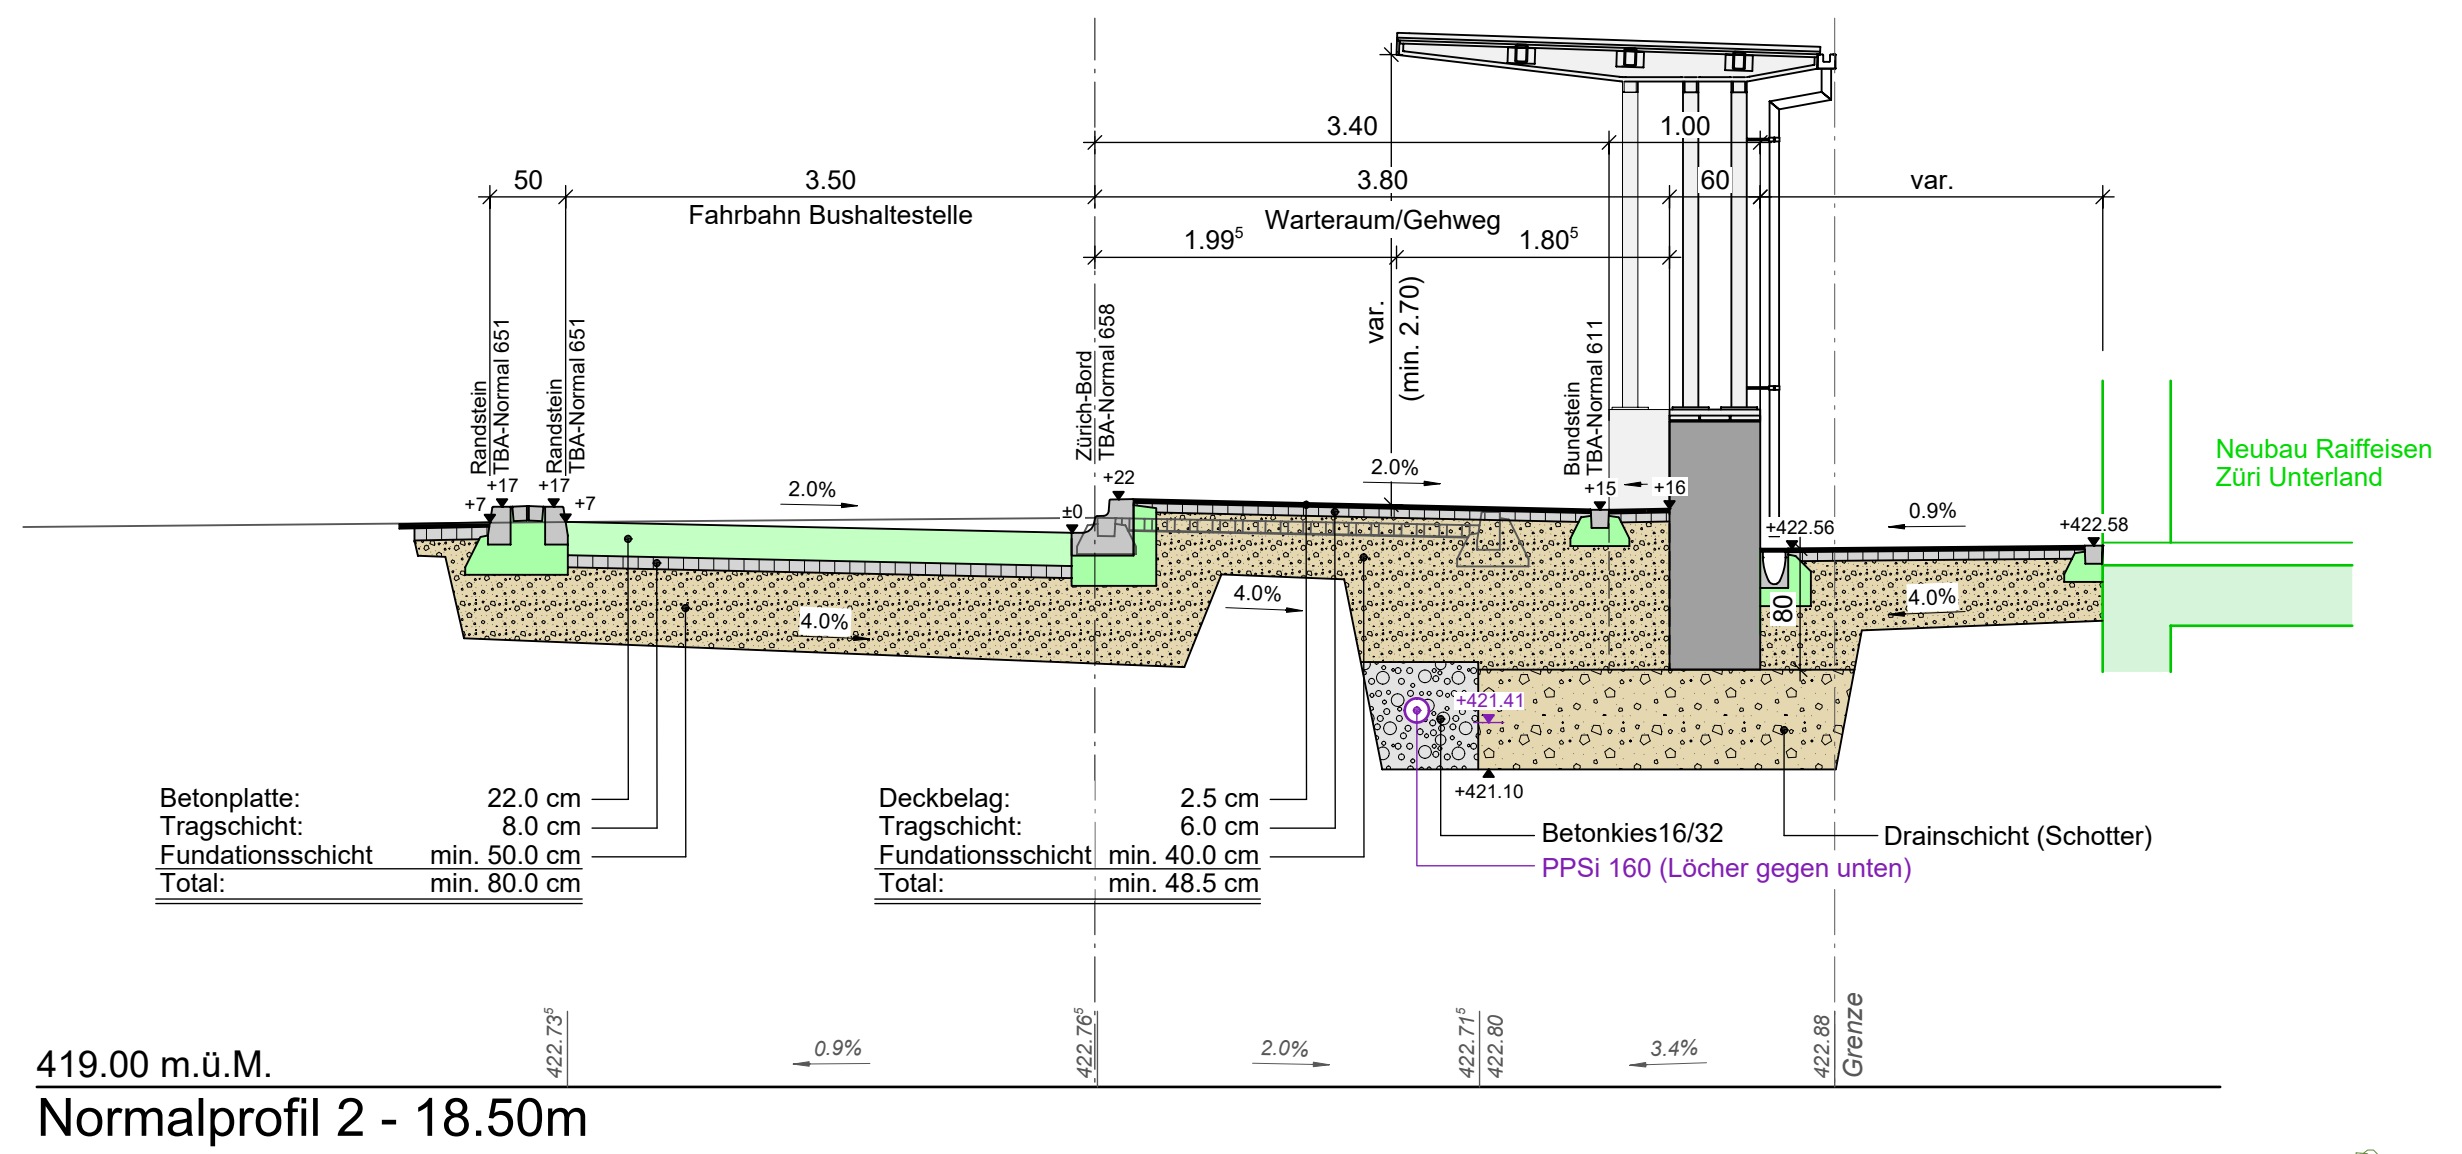 3.40
1.00
50
3.50
3.80
60
var.
Fahrbahn Bushaltestelle
Warteraum/Gehweg
1.99⁵
1.80⁵
var.
(min. 2.70)
Randstein
TBA-Normal 651
Randstein
TBA-Normal 651
Zürich-Bord
TBA-Normal 658
Bundstein
TBA-Normal 611
Neubau Raiffeisen
Züri Unterland
+7
+17
+17
+7
2.0%
±0
+22
2.0%
+15
+16
+422.56
0.9%
+422.58
4.0%
4.0%
80
4.0%
+421.41
+421.10
Betonplatte: 22.0 cm
Tragschicht: 8.0 cm
Fundationsschicht min. 50.0 cm
Total: min. 80.0 cm
Deckbelag: 2.5 cm
Tragschicht: 6.0 cm
Fundationsschicht min. 40.0 cm
Total: min. 48.5 cm
Betonkies16/32
PPSi 160 (Löcher gegen unten)
Drainschicht (Schotter)
422.73⁵
0.9%
422.76⁵
2.0%
422.71⁵
422.80
3.4%
422.88
Grenze
419.00 m.ü.M.
Normalprofil 2 - 18.50m